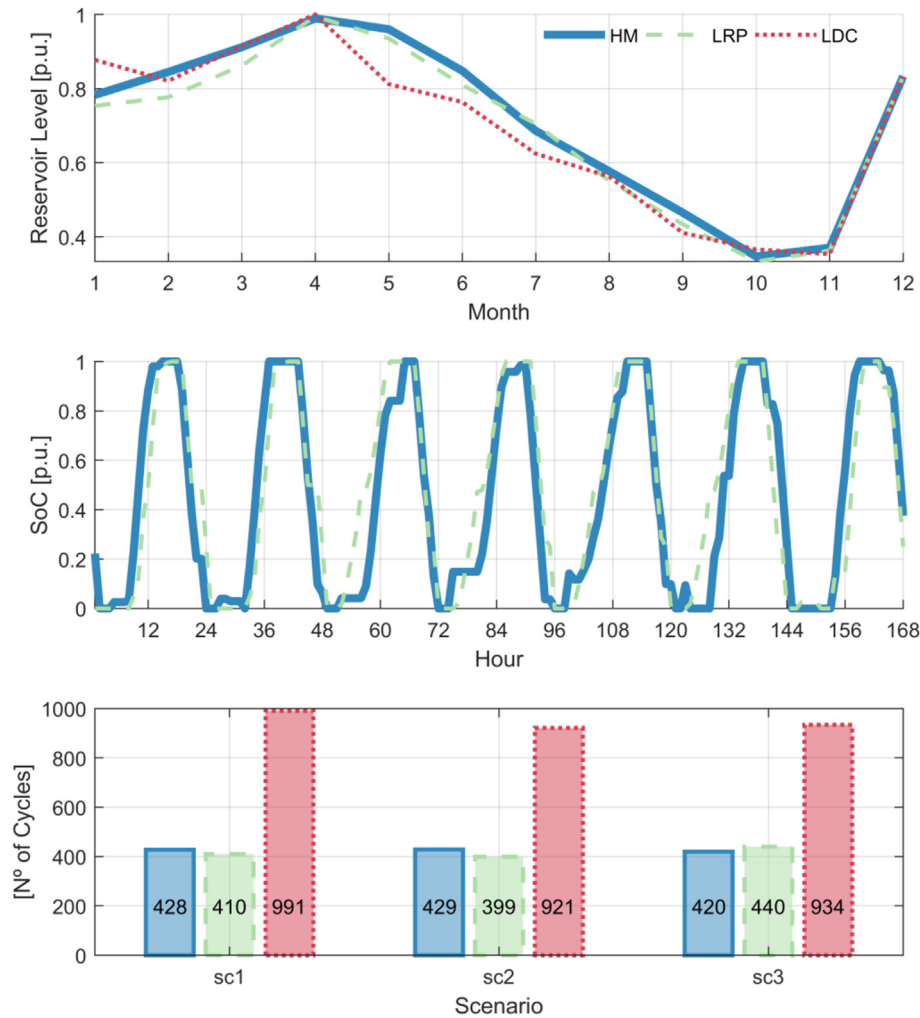 1
0.8
0.6
0.4
Reservoir Level [p.u.]
HM LRP LDC
1 2 3 4 5 6 7 8 9 10 11 12
Month
1
0.8
0.6
0.4
0.2
0
SoC [p.u.]
12 24 36 48 60 72 84 96 108 120 132 144 156 168
Hour
1000
800
600
400
200
0
[Nº of Cycles]
428 410 991 429 399 921 420 440 934
sc1 sc2 sc3
Scenario